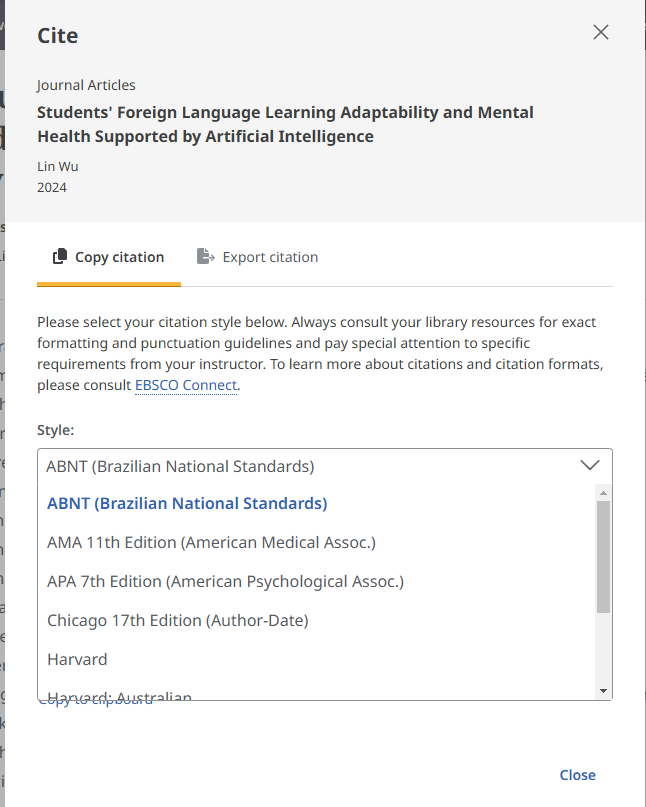 Cite
Journal Articles
Students' Foreign Language Learning Adaptability and Mental
Health Supported by Artificial Intelligence
Lin Wu
2024
Copy citation
Export citation
Please select your citation style below. Always consult your library resources for exact
formatting and punctuation guidelines and pay special attention to specific
requirements from your instructor. To learn more about citations and citation formats,
please consult EBSCO Connect.
Style:
ABNT (Brazilian National Standards)
ABNT (Brazilian National Standards)
AMA 11th Edition (American Medical Assoc.)
APA 7th Edition (American Psychological Assoc.)
Chicago 17th Edition (Author-Date)
Harvard
Harvard: Australian
Copy to clipboard
Close